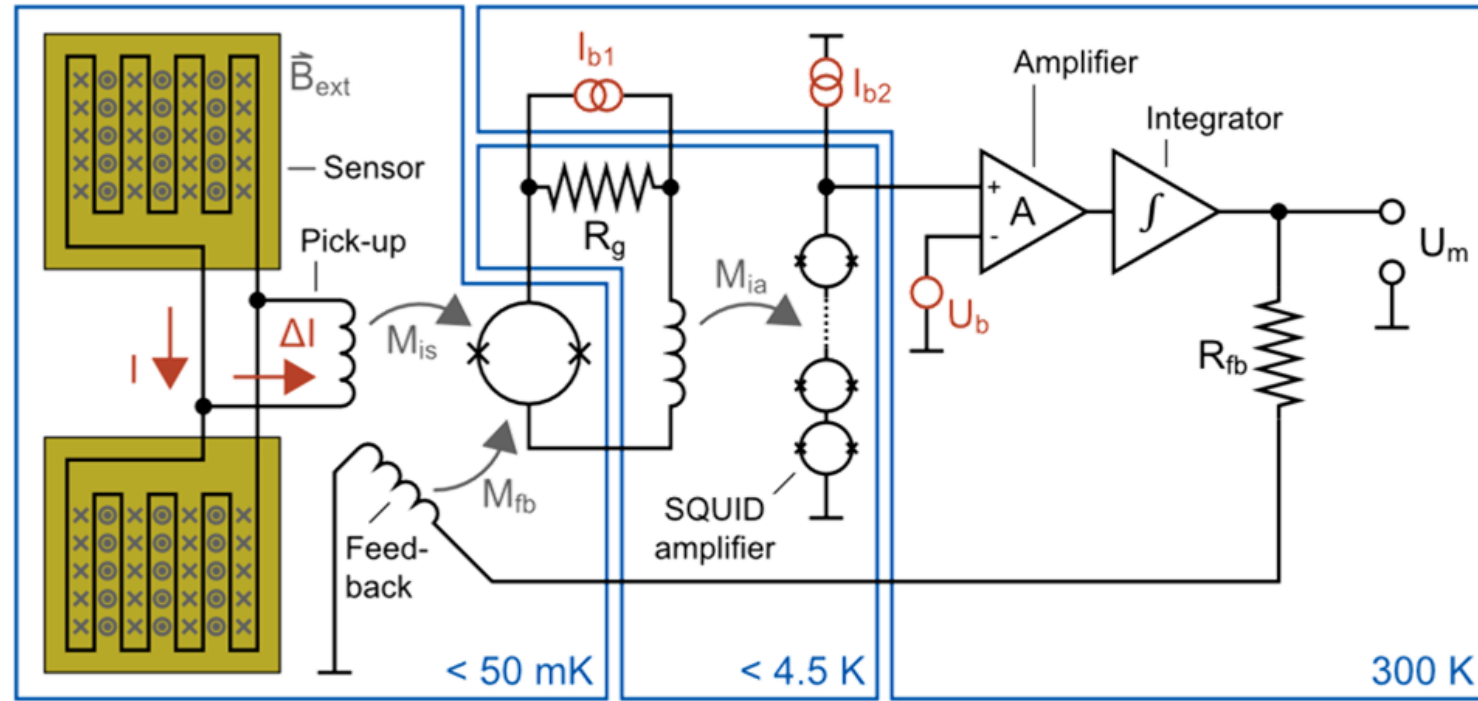 B⃗ext
Sensor
Pick-up
I
ΔI
Mis
Mfb
Feed-
back
< 50 mK
Ib1
Rg
Mia
SQUID
amplifier
< 4.5 K
Ib2
Amplifier
Integrator
+
A
∫
-
Ub
Um
Rfb
300 K